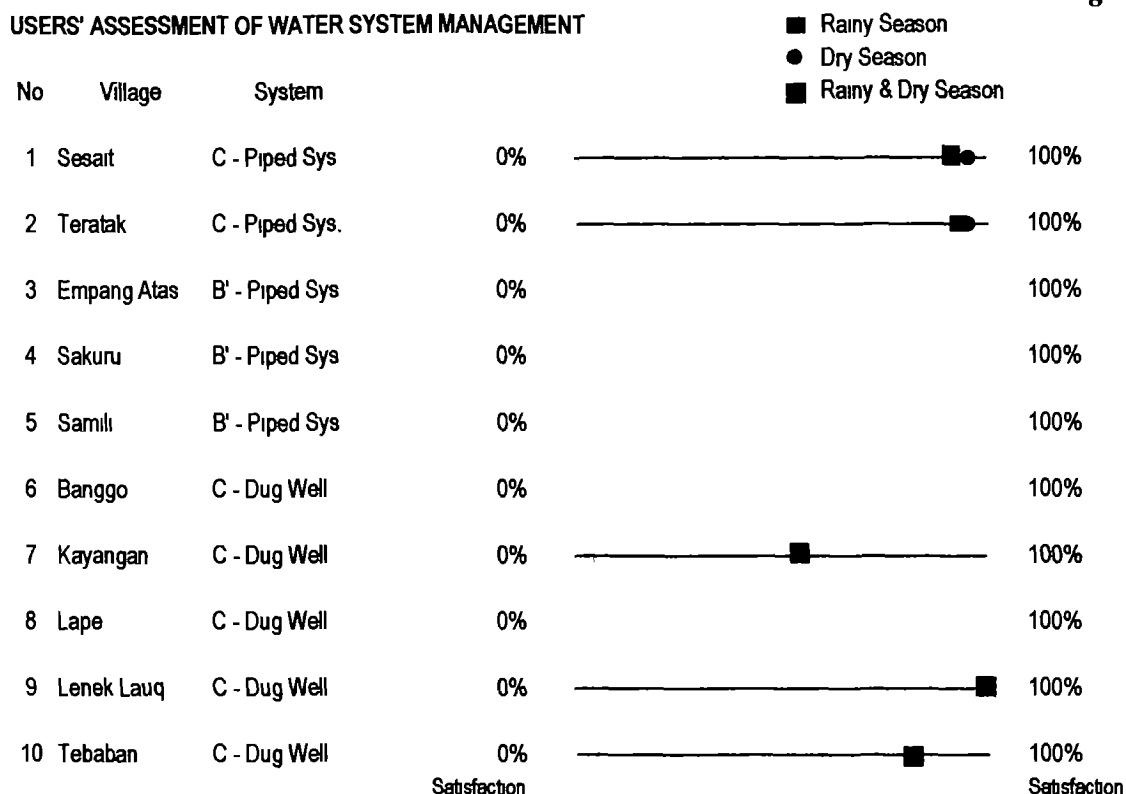 USERS' ASSESSMENT OF WATER SYSTEM MANAGEMENT
Rainy Season
Dry Season
Rainy & Dry Season
No Village System
1 Sesait C - Piped Sys 0% 100%
2 Teratak C - Piped Sys. 0% 100%
3 Empang Atas B' - Piped Sys 0% 100%
4 Sakuru B' - Piped Sys 0% 100%
5 Samili B' - Piped Sys 0% 100%
6 Banggo C - Dug Well 0% 100%
7 Kayangan C - Dug Well 0% 100%
8 Lape C - Dug Well 0% 100%
9 Lenek Lauq C - Dug Well 0% 100%
10 Tebaban C - Dug Well 0% 100%
Satisfaction Satisfaction